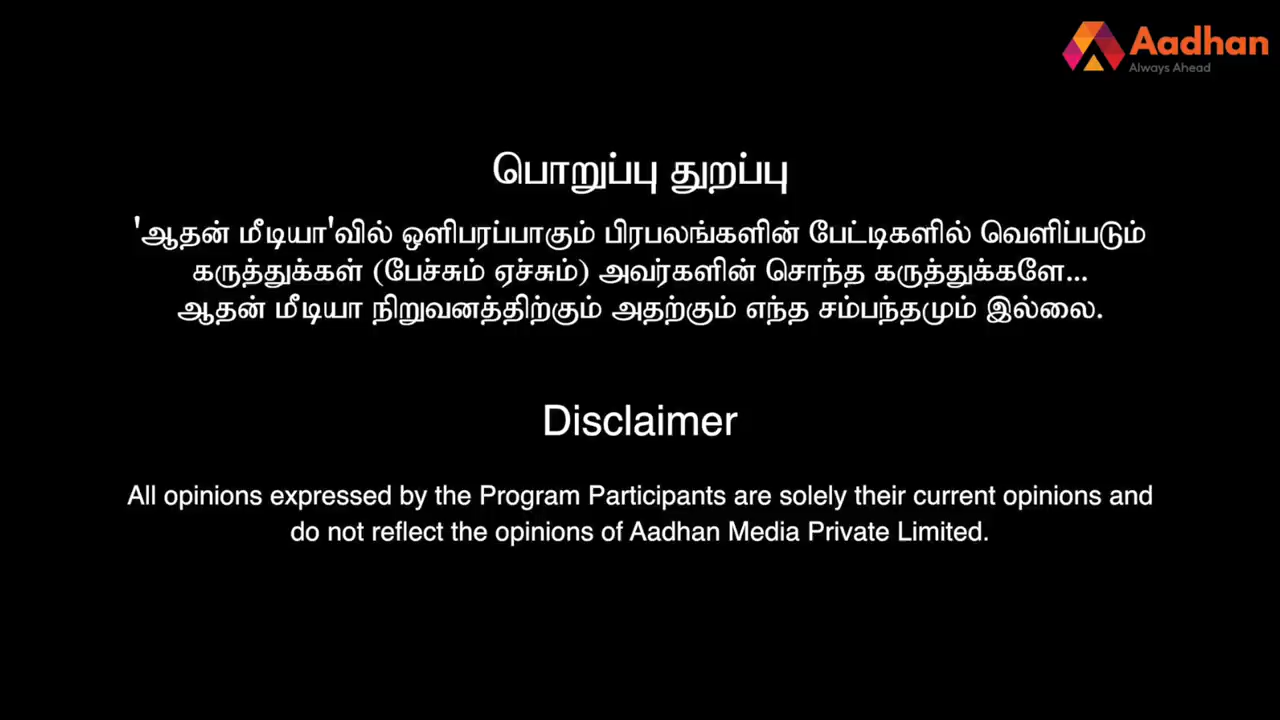 Aadhan
Always Ahead
பொறுப்பு துறப்பு
'ஆதன் மீடியா'வில் ஒளிபரப்பாகும் பிரபலங்களின் பேட்டிகளில் வெளிப்படும்
கருத்துக்கள் (பேச்சும் ஏச்சும்) அவர்களின் சொந்த கருத்துக்களே...
ஆதன் மீடியா நிறுவனத்திற்கும் அதற்கும் எந்த சம்பந்தமும் இல்லை.
Disclaimer
All opinions expressed by the Program Participants are solely their current opinions and
do not reflect the opinions of Aadhan Media Private Limited.